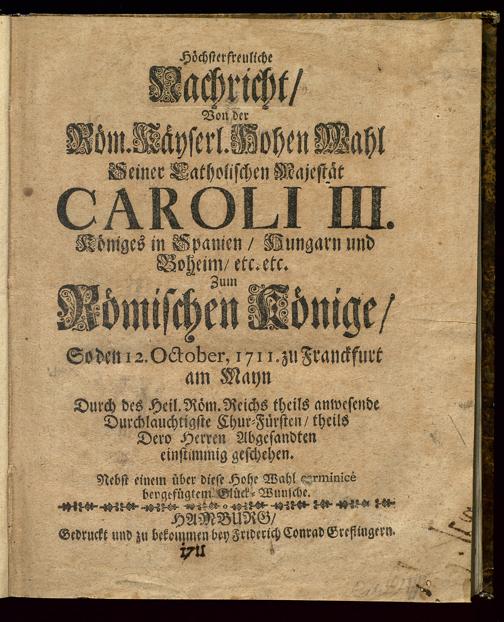 Höchsterfreuliche
Nachricht/
Von der
Röm. Käyserl. Hohen Wahl
Seiner Catholischen Majestät
CAROLI III.
Königes in Spanien / Hungarn und
Boheim / etc. etc.
Zum
Römischen Könige/
So den 12. October, 1711. zu Franckfurt
am Mayn
Durch des Heil. Röm. Reichs theils anwesende
Durchlauchtigste Chur-Fürsten / theils
Dero Herren Abgesandten
einstimmig geschehen.
Nebst einem über diese Hohe Wahl carminicè
beygefügtem Glück-Wunsche.
HAMBURG/
Gedruckt und zu bekommen bey Friderich Conrad Greflingern.
1711